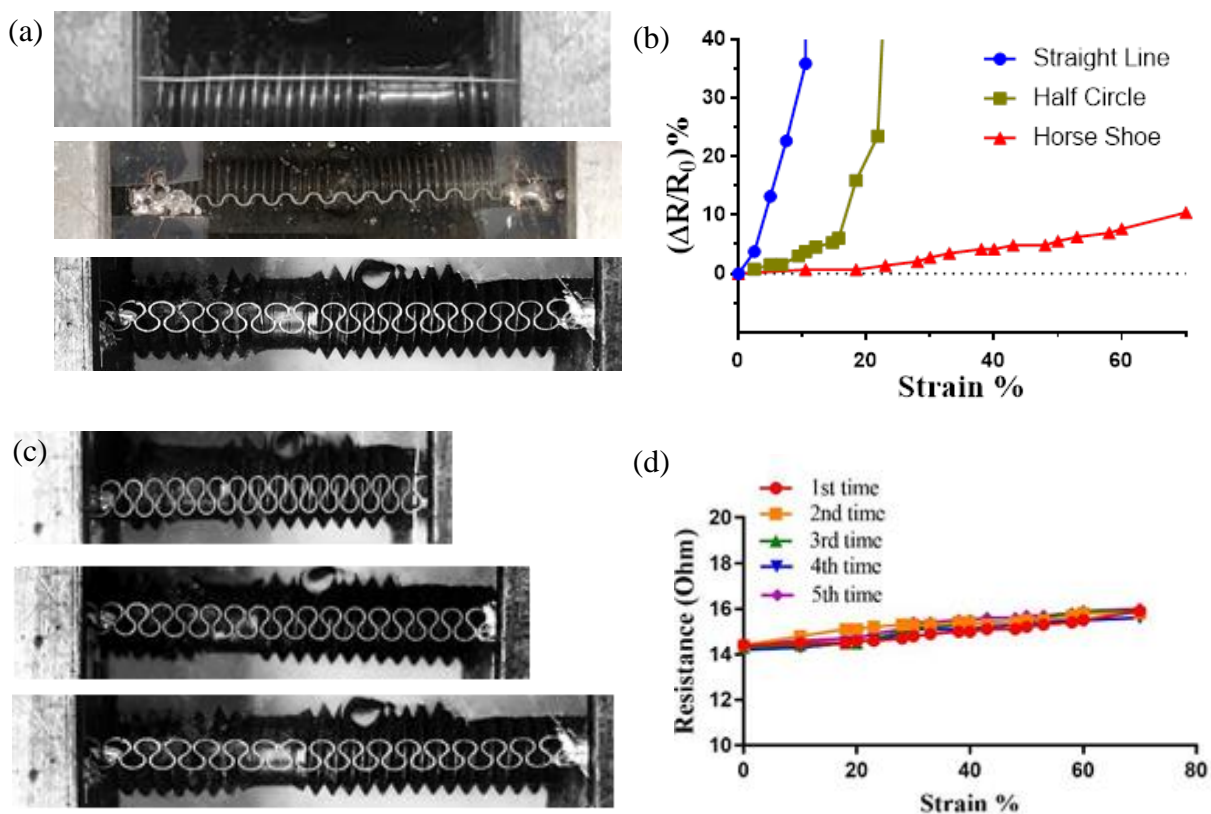 (a)
(b)
40
30
20
10
0
(ΔR/R₀)%
Straight Line
Half Circle
Horse Shoe
0
20
40
60
Strain %
(c)
(d)
1st time
2nd time
3rd time
4th time
5th time
20
18
16
14
12
10
Resistance (Ohm)
0
20
40
60
80
Strain %